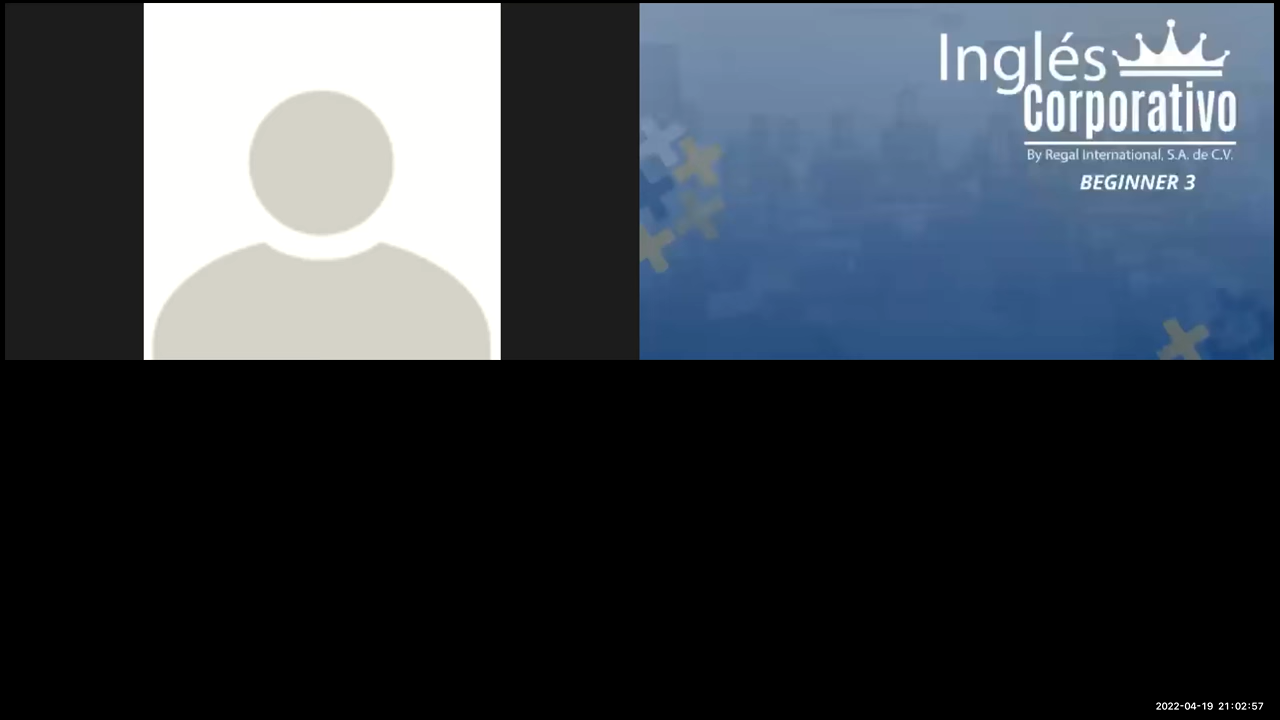 Inglés
Corporativo
By Regal International, S.A. de C.V.
BEGINNER 3
2022-04-19 21:02:57